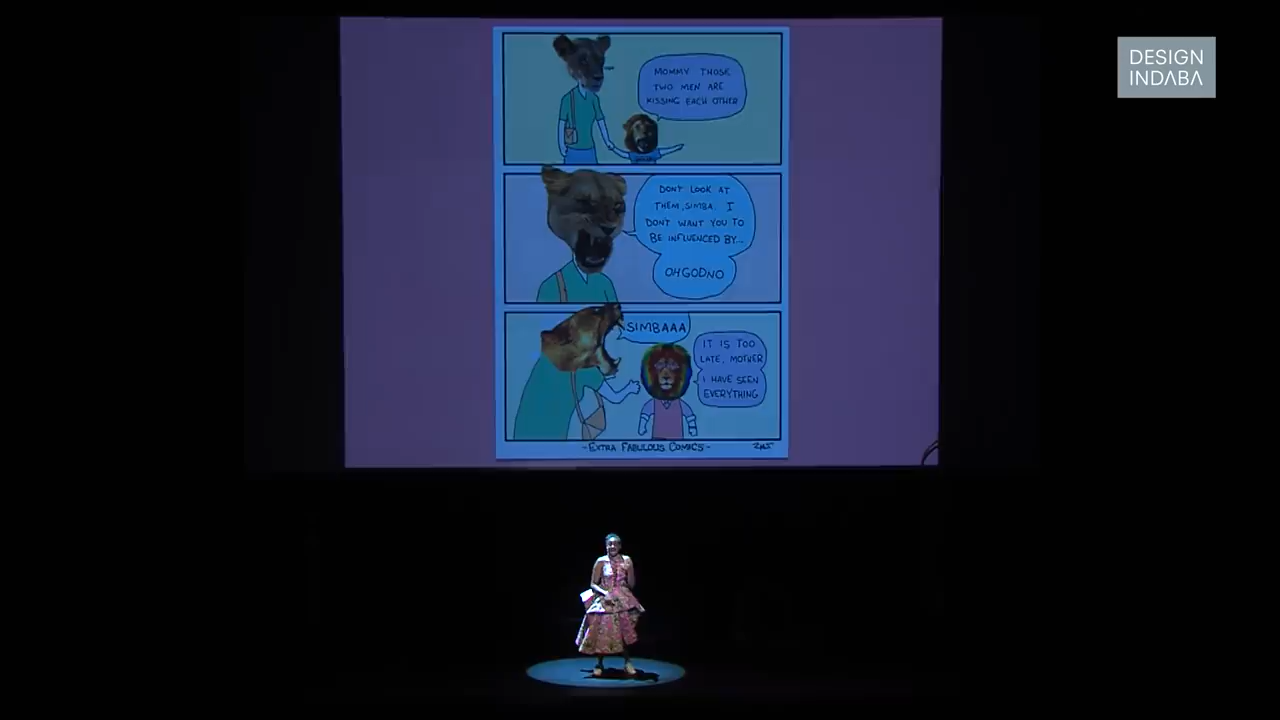 DESIGN
INDABA
MOMMY THOSE
TWO MEN ARE
KISSING EACH OTHER
DON'T LOOK AT
THEM, SIMBA. I
DON'T WANT YOU TO
BE INFLUENCED BY...
OHGODNO
SIMBAAA
IT IS TOO
LATE, MOTHER
I HAVE SEEN
EVERYTHING
-EXTRA FABULOUS COMICS-